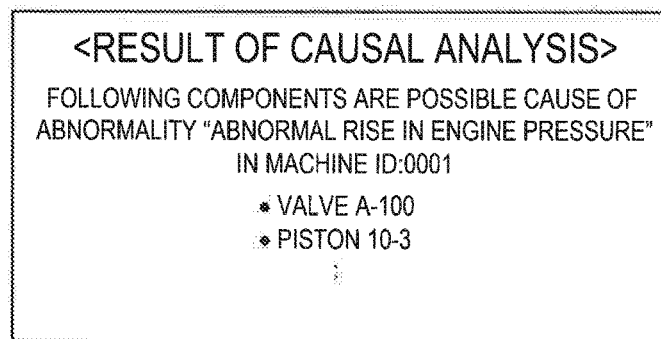 <RESULT OF CAUSAL ANALYSIS>
FOLLOWING COMPONENTS ARE POSSIBLE CAUSE OF
ABNORMALITY “ABNORMAL RISE IN ENGINE PRESSURE”
IN MACHINE ID:0001
• VALVE A-100
• PISTON 10-3
⋮